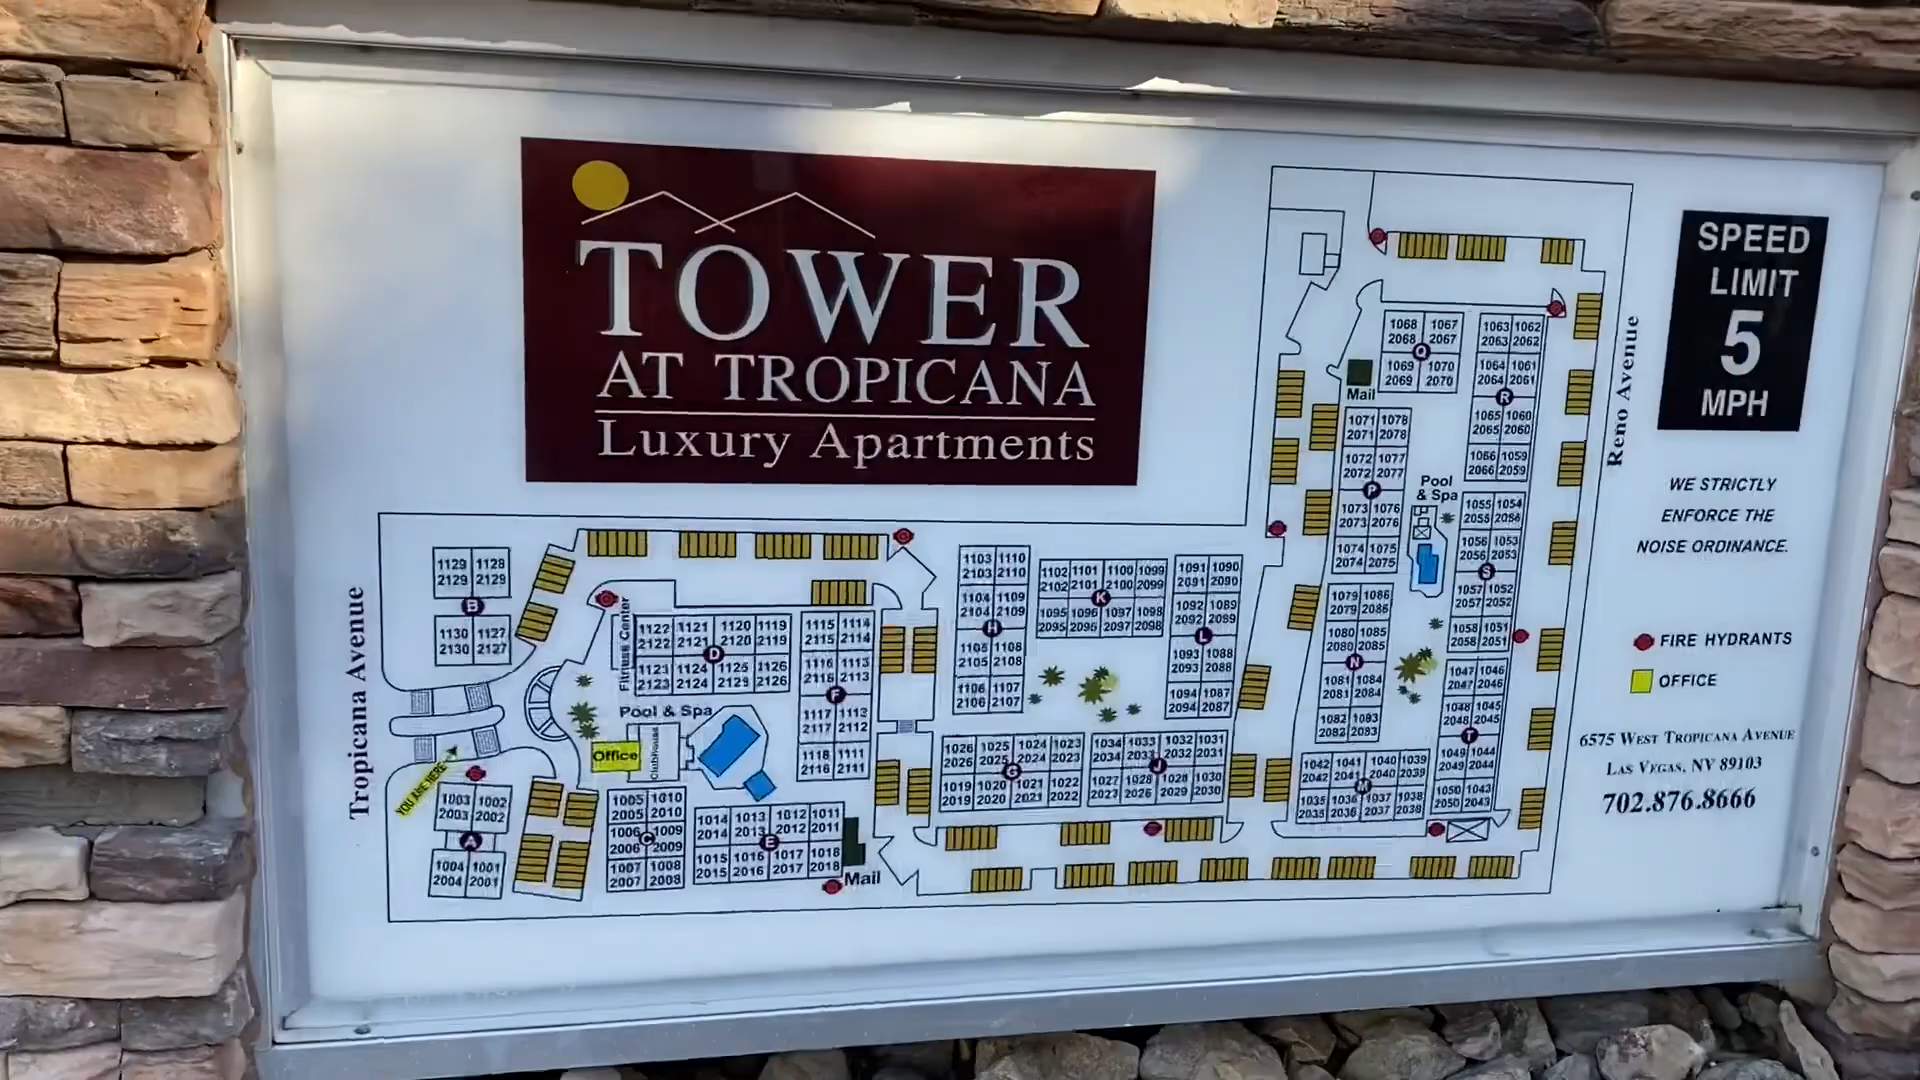 TOWER
AT TROPICANA
Luxury Apartments
SPEED
LIMIT
5
MPH
WE STRICTLY
ENFORCE THE
NOISE ORDINANCE.
FIRE HYDRANTS
OFFICE
6575 WEST TROPICANA AVENUE
LAS VEGAS, NV 89103
702.876.8666
Reno Avenue
Tropicana Avenue
YOU ARE HERE
1129 1128
2129 2129
B
1130 1127
2130 2127
1003 1002
2003 2002
A
1004 1001
2004 2001
Fitness Center
1122 1121 1120 1119
2122 2121 2120 2119
D
1123 1124 1125 1126
2123 2124 2125 2126
Pool & Spa
Office
Clubhouse
1115 1114
2115 2114
1116 1113
2116 2113
F
1117 1112
2117 2112
1118 1111
2118 2111
1005 1010
2005 2010
1006 1009
2006 2009
C
1007 1008
2007 2008
1014 1013 1012 1011
2014 2013 2012 2011
E
1015 1016 1017 1018
2015 2016 2017 2018
Mail
1103 1110
2103 2110
1104 1109
2104 2109
H
1105 1108
2105 2108
1106 1107
2106 2107
1102 1101 1100 1099
2102 2101 2100 2099
K
1095 1096 1097 1098
2095 2096 2097 2098
1091 1090
2091 2090
1092 1089
2092 2089
L
1093 1088
2093 2088
1094 1087
2094 2087
1026 1025 1024 1023
2026 2025 2024 2023
G
1019 1020 1021 1022
2019 2020 2021 2022
1034 1033 1032 1031
2034 2033 2032 2031
J
1027 1028 1029 1030
2029 2030
1068 1067
2068 2067
Q
1069 1070
2069 2070
Mail
1063 1062
2063 2062
1064 1061
2064 2061
R
1065 1060
2065 2060
1066 1059
2066 2059
1071 1078
2071 2078
1072 1077
2072 2077
P
1073 1076
2073 2076
1074 1075
2074 2075
Pool
& Spa
1055 1054
2055 2054
1056 1053
2056 2053
S
1057 1052
2057 2052
1058 1051
2058 2051
1079 1086
2079 2086
1080 1085
2080 2085
N
1081 1084
2081 2084
1082 1083
2082 2083
1047 1046
2047 2046
1048 1045
2048 2045
T
1049 1044
2049 2044
1050 1043
2050 2043
1042 1041 1040 1039
2042 2041 2040 2039
M
1035 1036 1037 1038
2035 2036 2037 2038